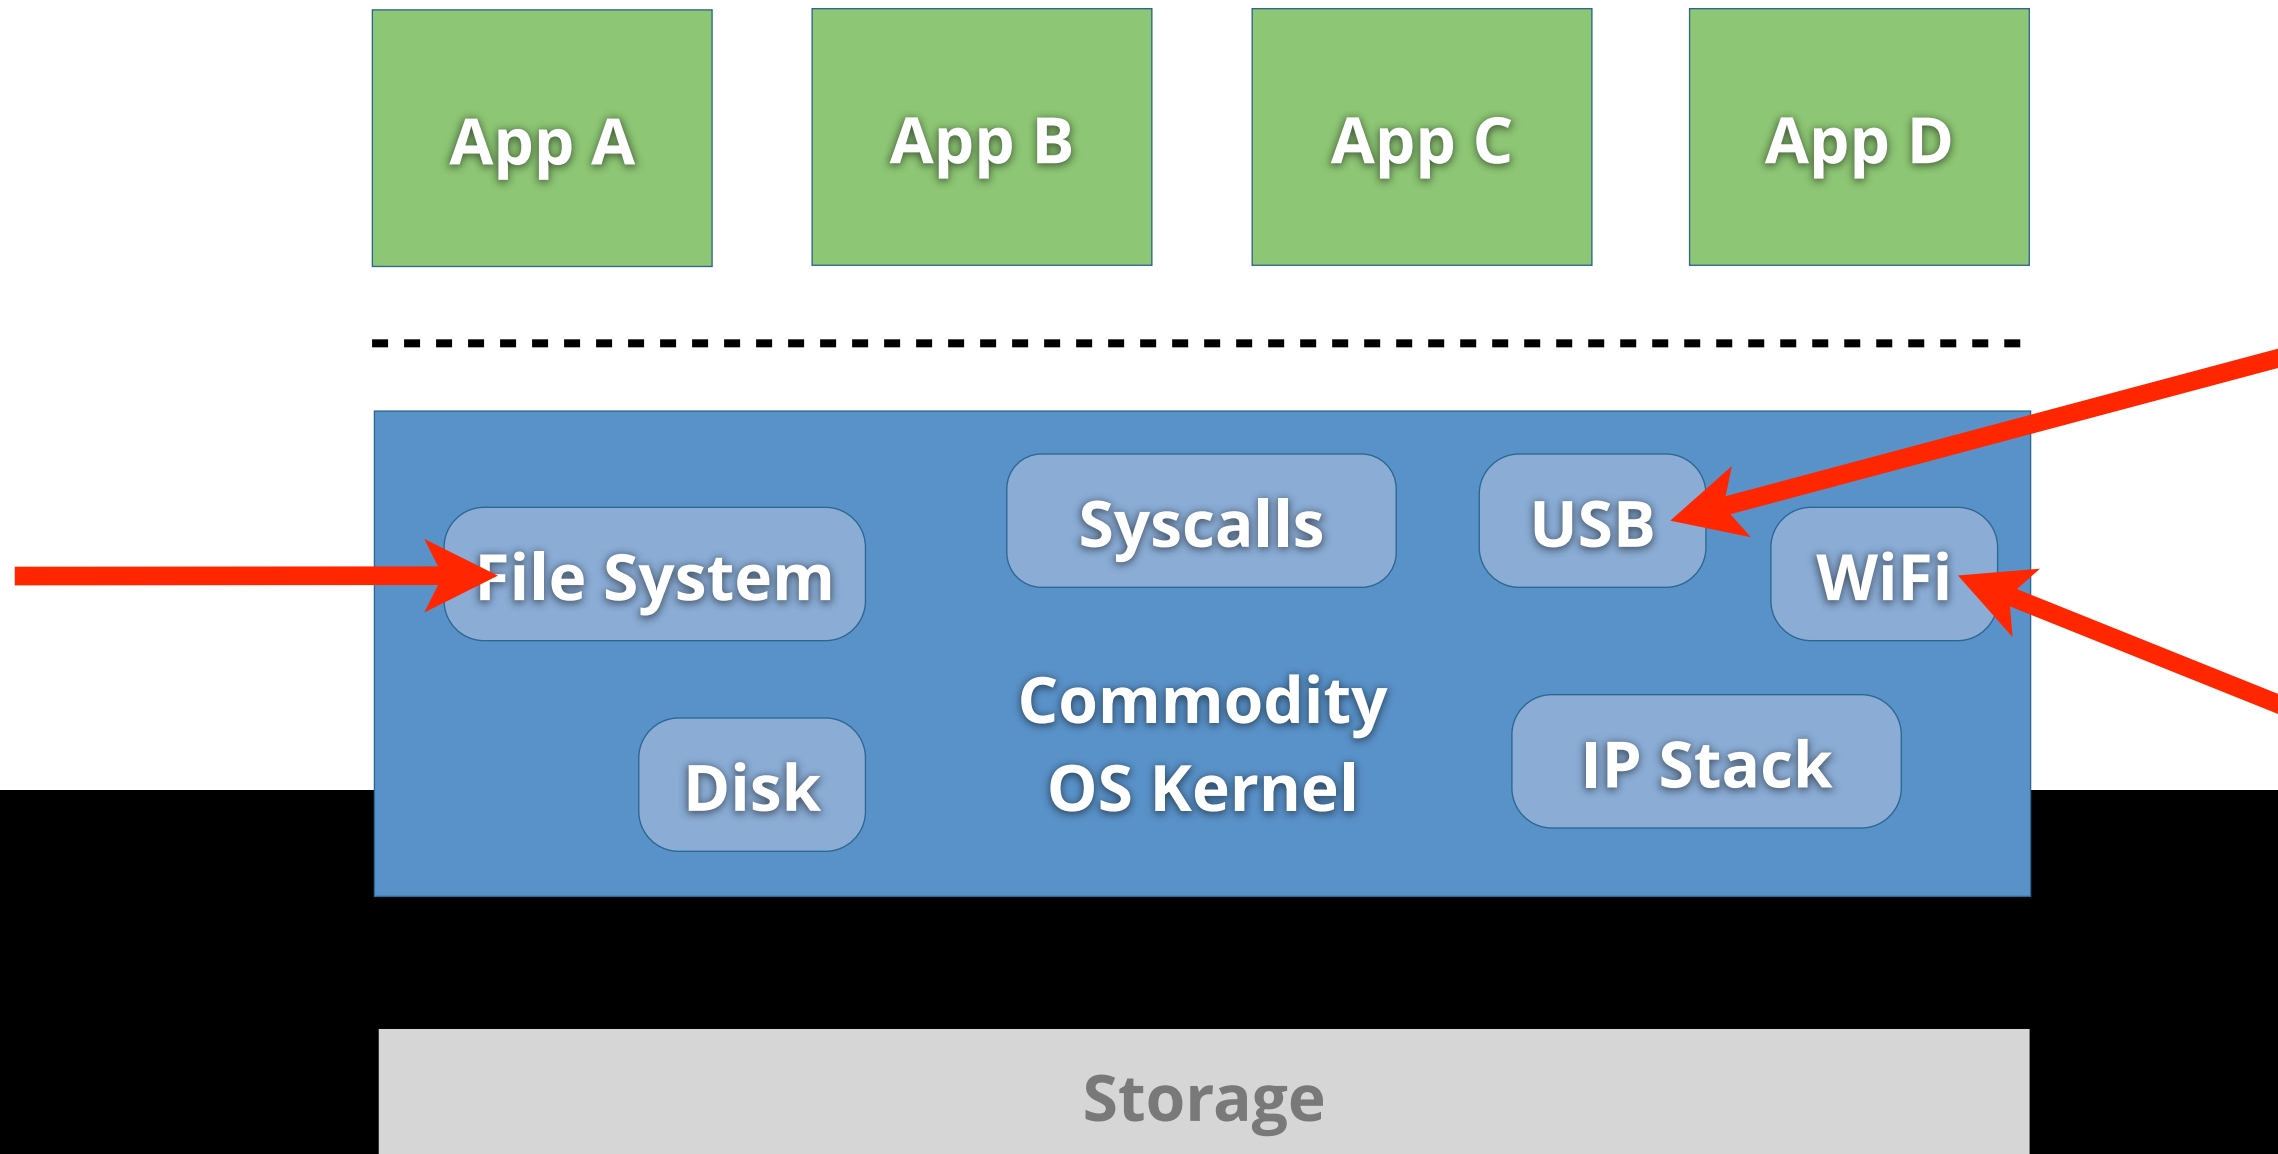 App A
App B
App C
App D
Syscalls
USB
File System
WiFi
Commodity
OS Kernel
Disk
IP Stack
Storage